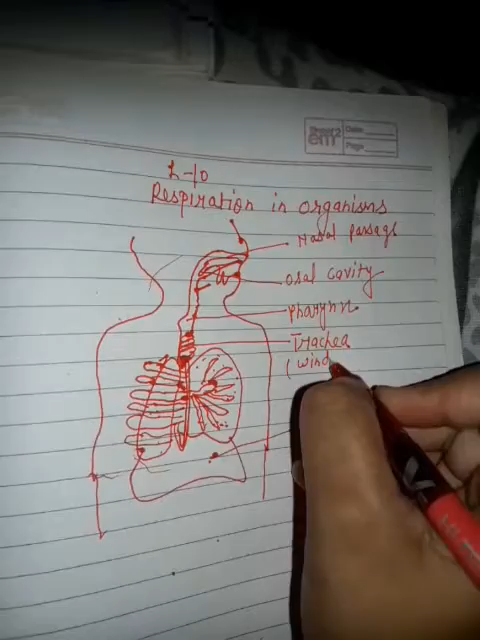 L-10
Respiration in organisms
Date
Page
Nasal passage
oral cavity
pharynx
Trachea
(wind